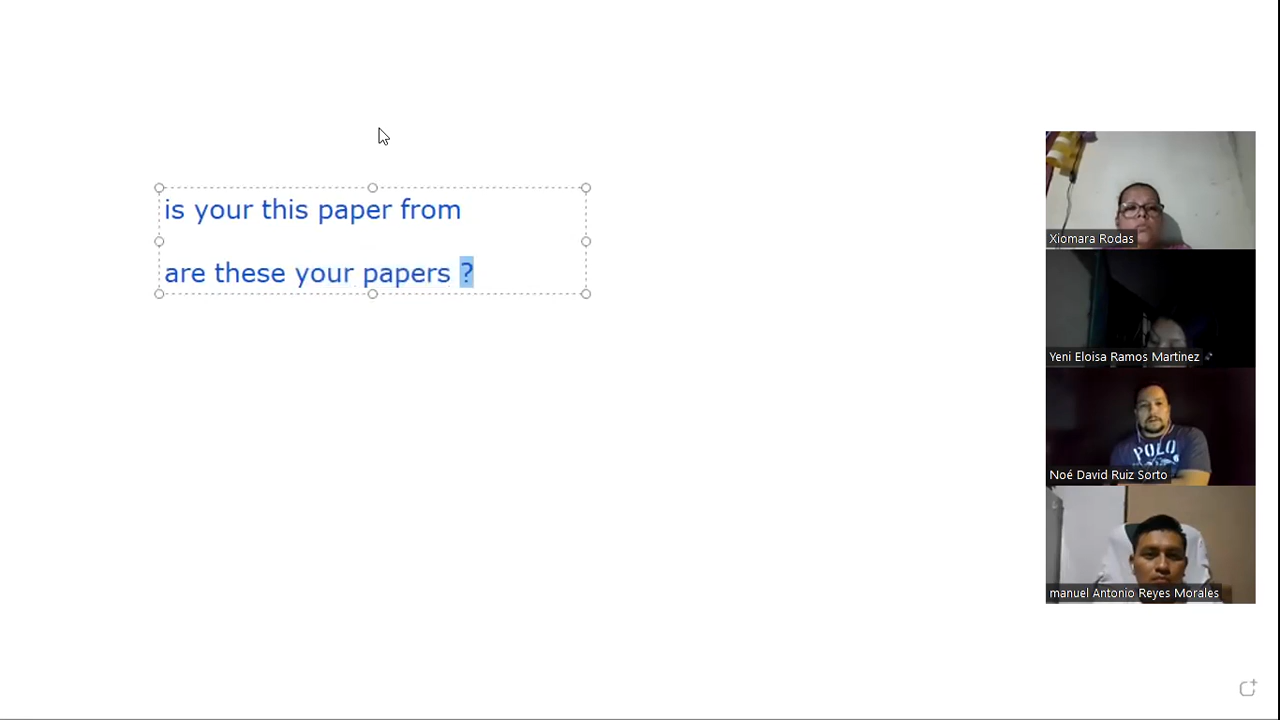 is your this paper from
are these your papers ?
Xiomara Rodas
Yeni Eloisa Ramos Martinez
POLO
Noé David Ruiz Sorto
manuel Antonio Reyes Morales